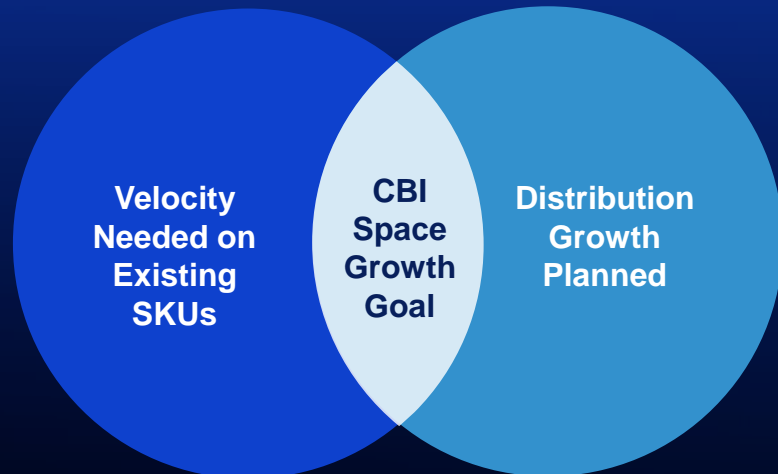 Velocity
Needed on
Existing
SKUs
CBI
Space
Growth
Goal
Distribution
Growth
Planned